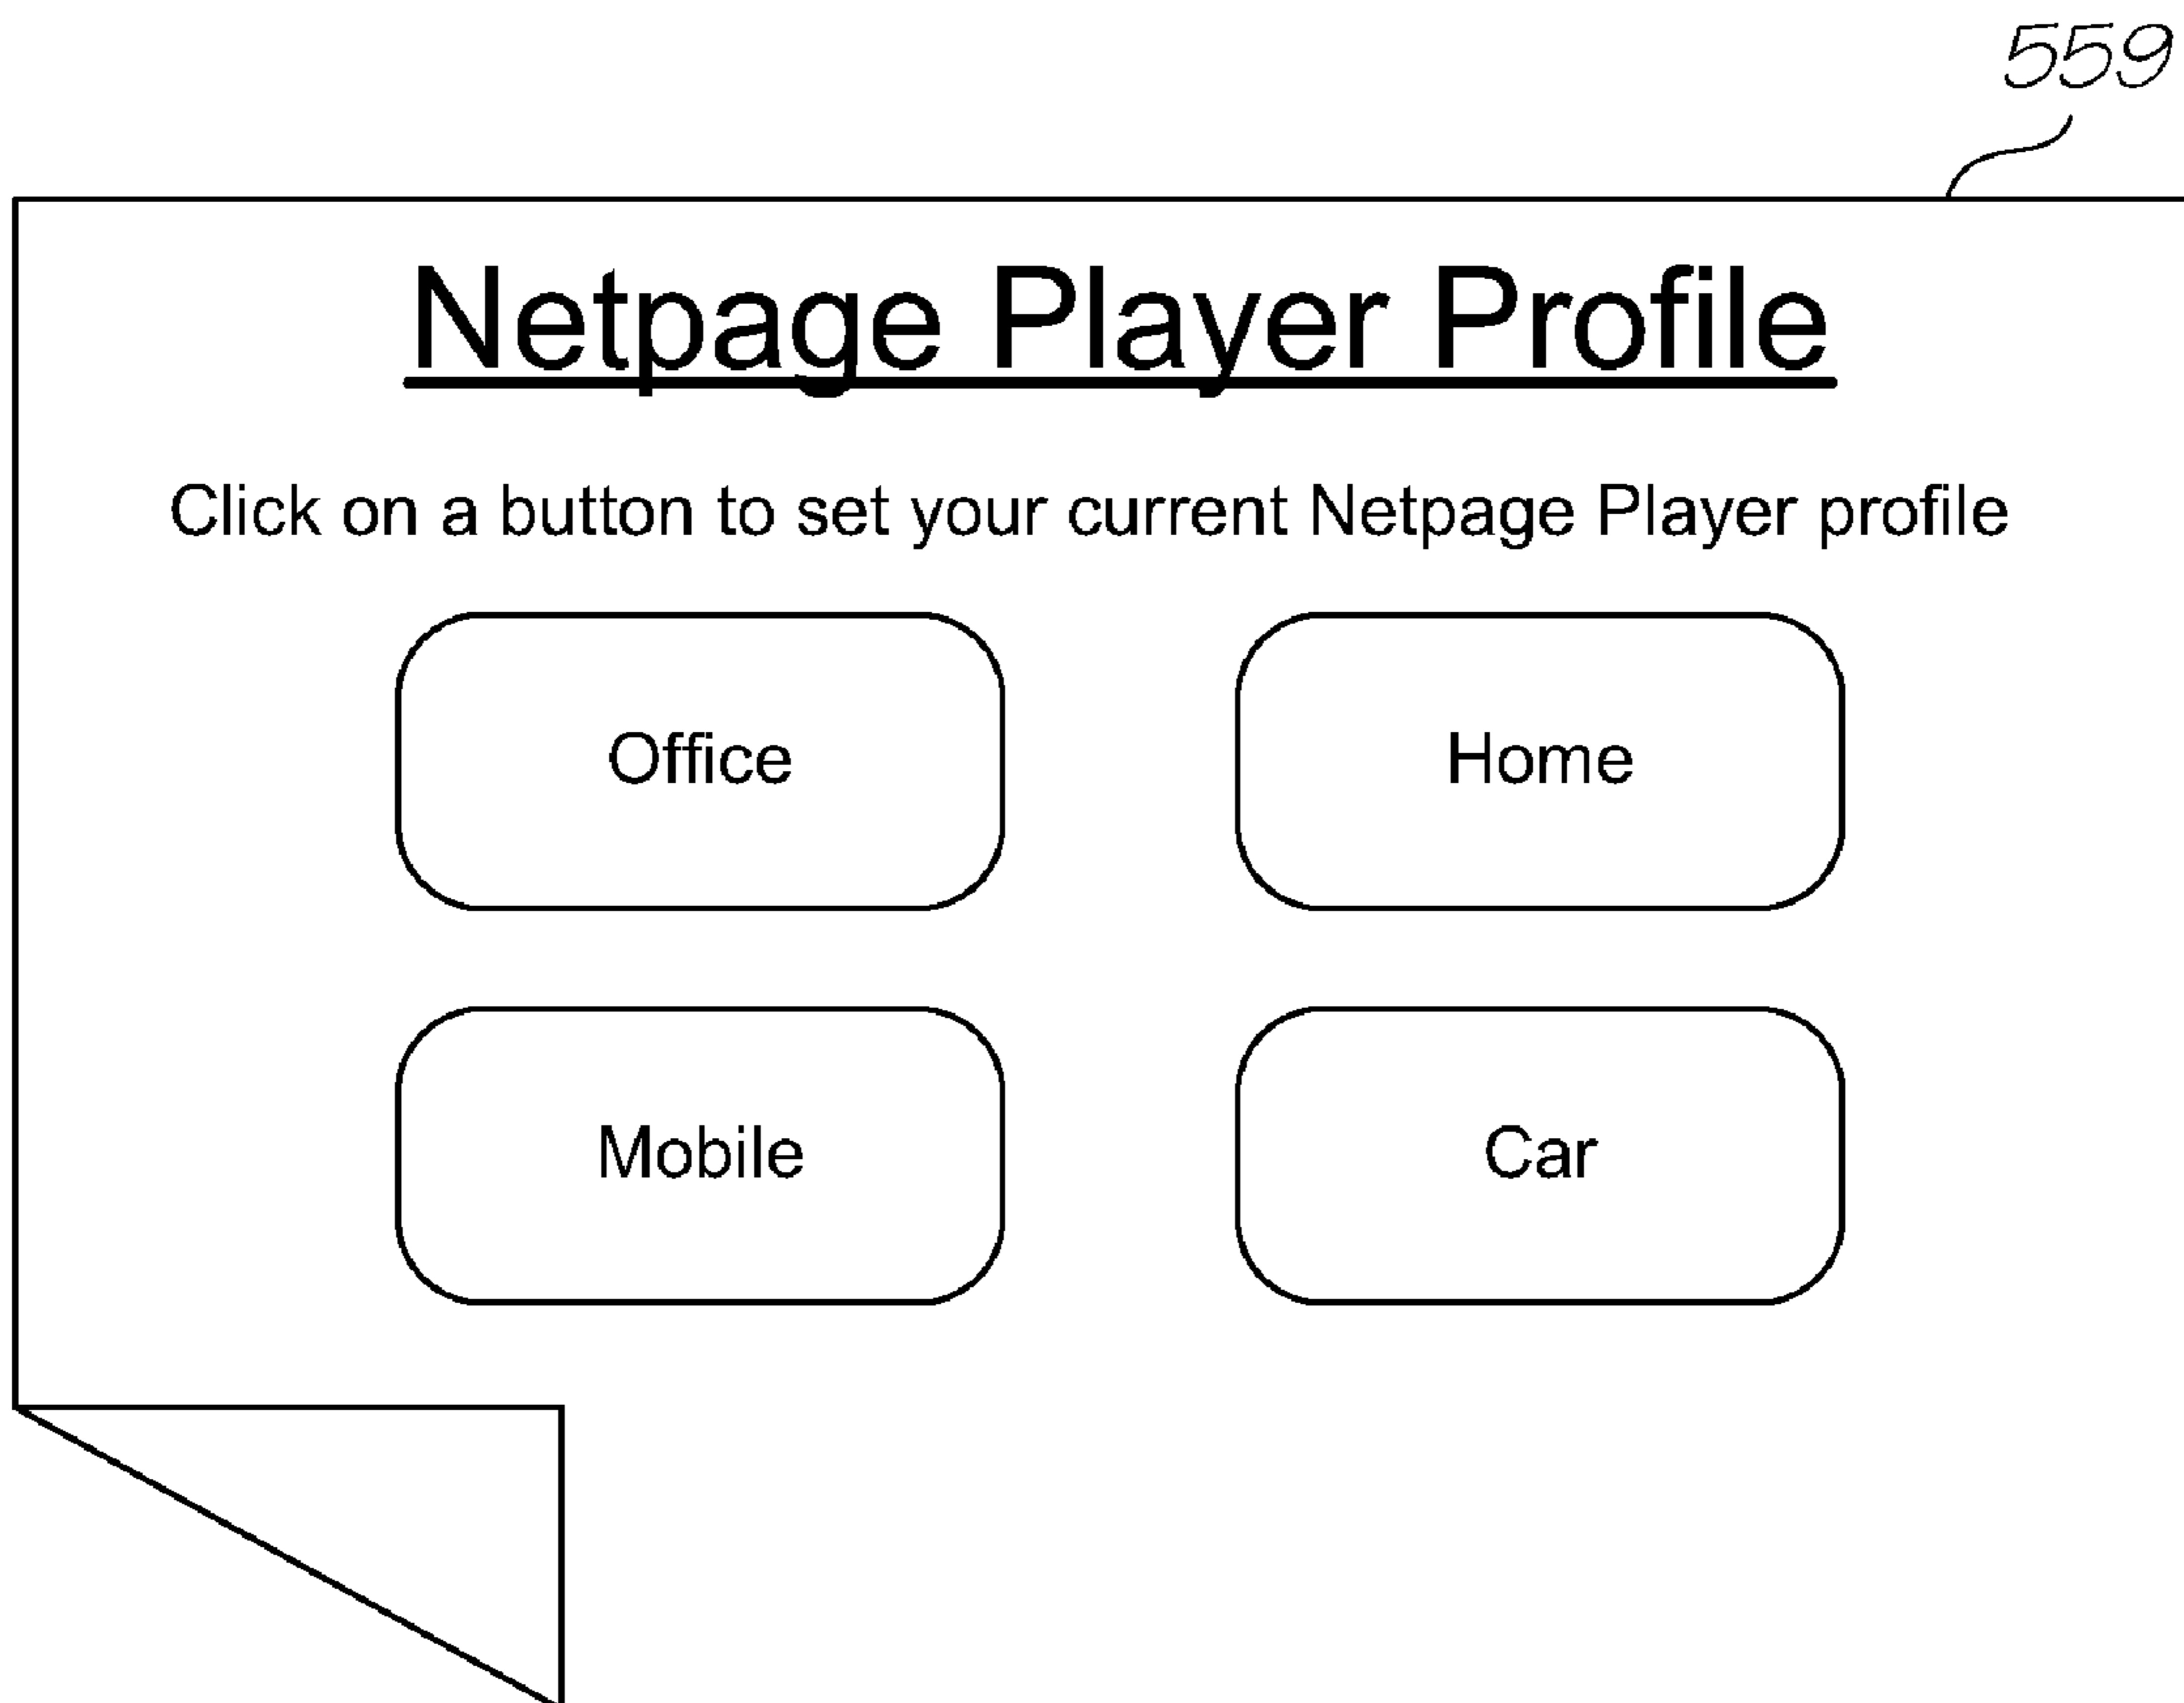 559
Netpage Player Profile
Click on a button to set your current Netpage Player profile
Office Home
Mobile Car